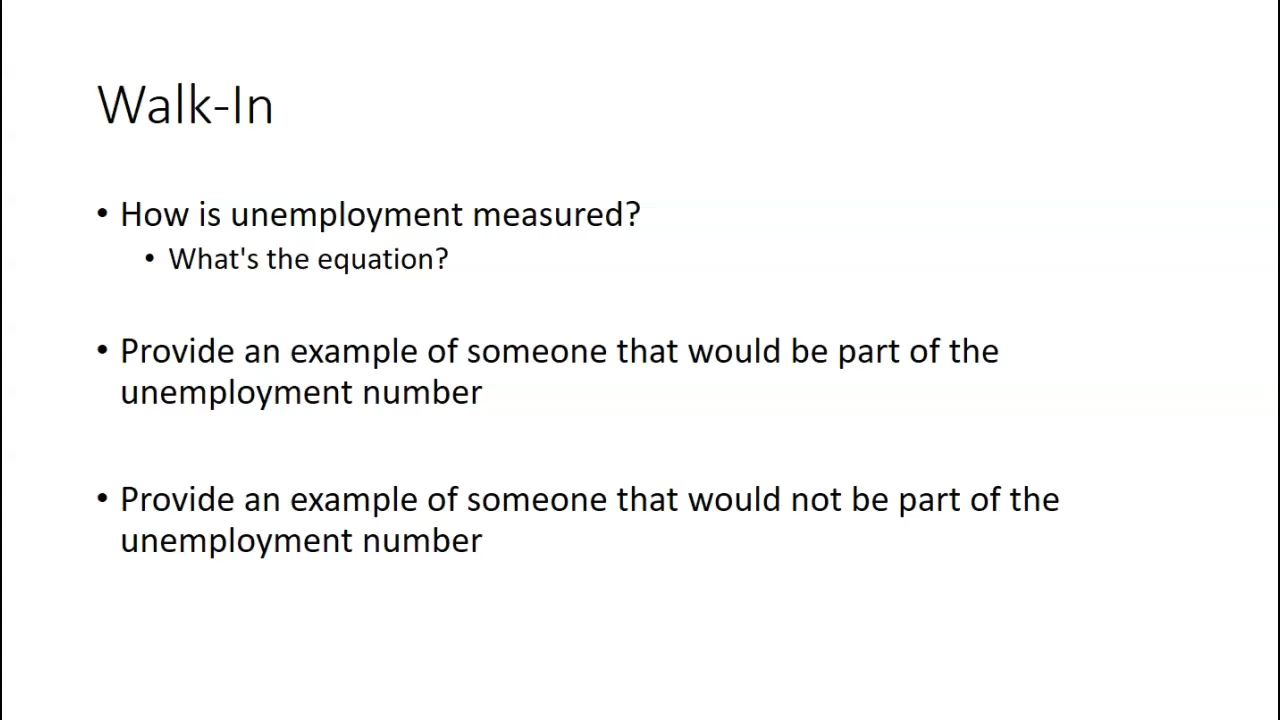 Walk-In
• How is unemployment measured?
• What's the equation?
• Provide an example of someone that would be part of the
unemployment number
• Provide an example of someone that would not be part of the
unemployment number